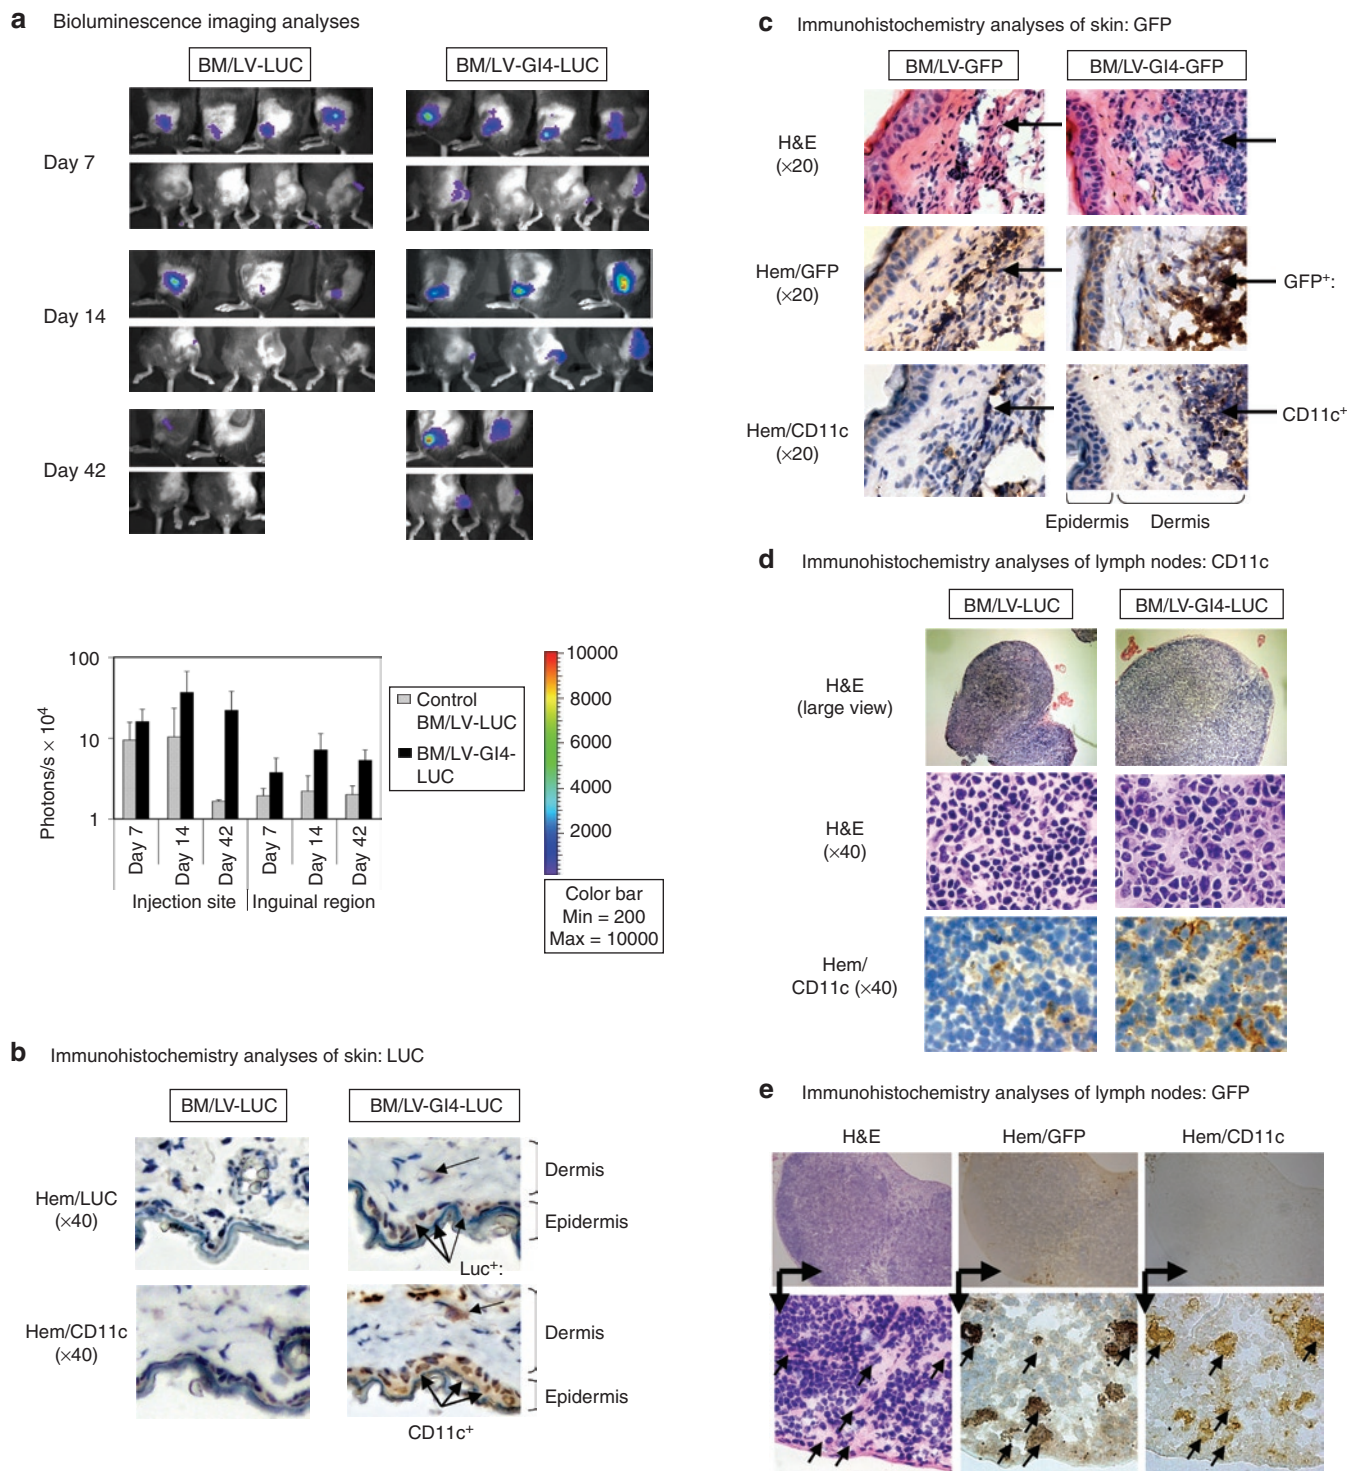 a Bioluminescence imaging analyses
BM/LV-LUC
BM/LV-GI4-LUC
Day 7
Day 14
Day 42
100
10
1
Photons/s × 10⁴
Day 7
Day 14
Day 42
Day 7
Day 14
Day 42
Injection site
Inguinal region
Control
BM/LV-LUC
BM/LV-GI4-
LUC
10000
8000
6000
4000
2000
Color bar
Min = 200
Max = 10000
b Immunohistochemistry analyses of skin: LUC
BM/LV-LUC
BM/LV-GI4-LUC
Hem/LUC
(×40)
Dermis
Epidermis
Luc⁺:
Hem/CD11c
(×40)
Dermis
Epidermis
CD11c⁺
c Immunohistochemistry analyses of skin: GFP
BM/LV-GFP
BM/LV-GI4-GFP
H&E
(×20)
Hem/GFP
(×20)
GFP⁺:
Hem/CD11c
(×20)
CD11c⁺
Epidermis
Dermis
d Immunohistochemistry analyses of lymph nodes: CD11c
BM/LV-LUC
BM/LV-GI4-LUC
H&E
(large view)
H&E
(×40)
Hem/
CD11c (×40)
e Immunohistochemistry analyses of lymph nodes: GFP
H&E
Hem/GFP
Hem/CD11c